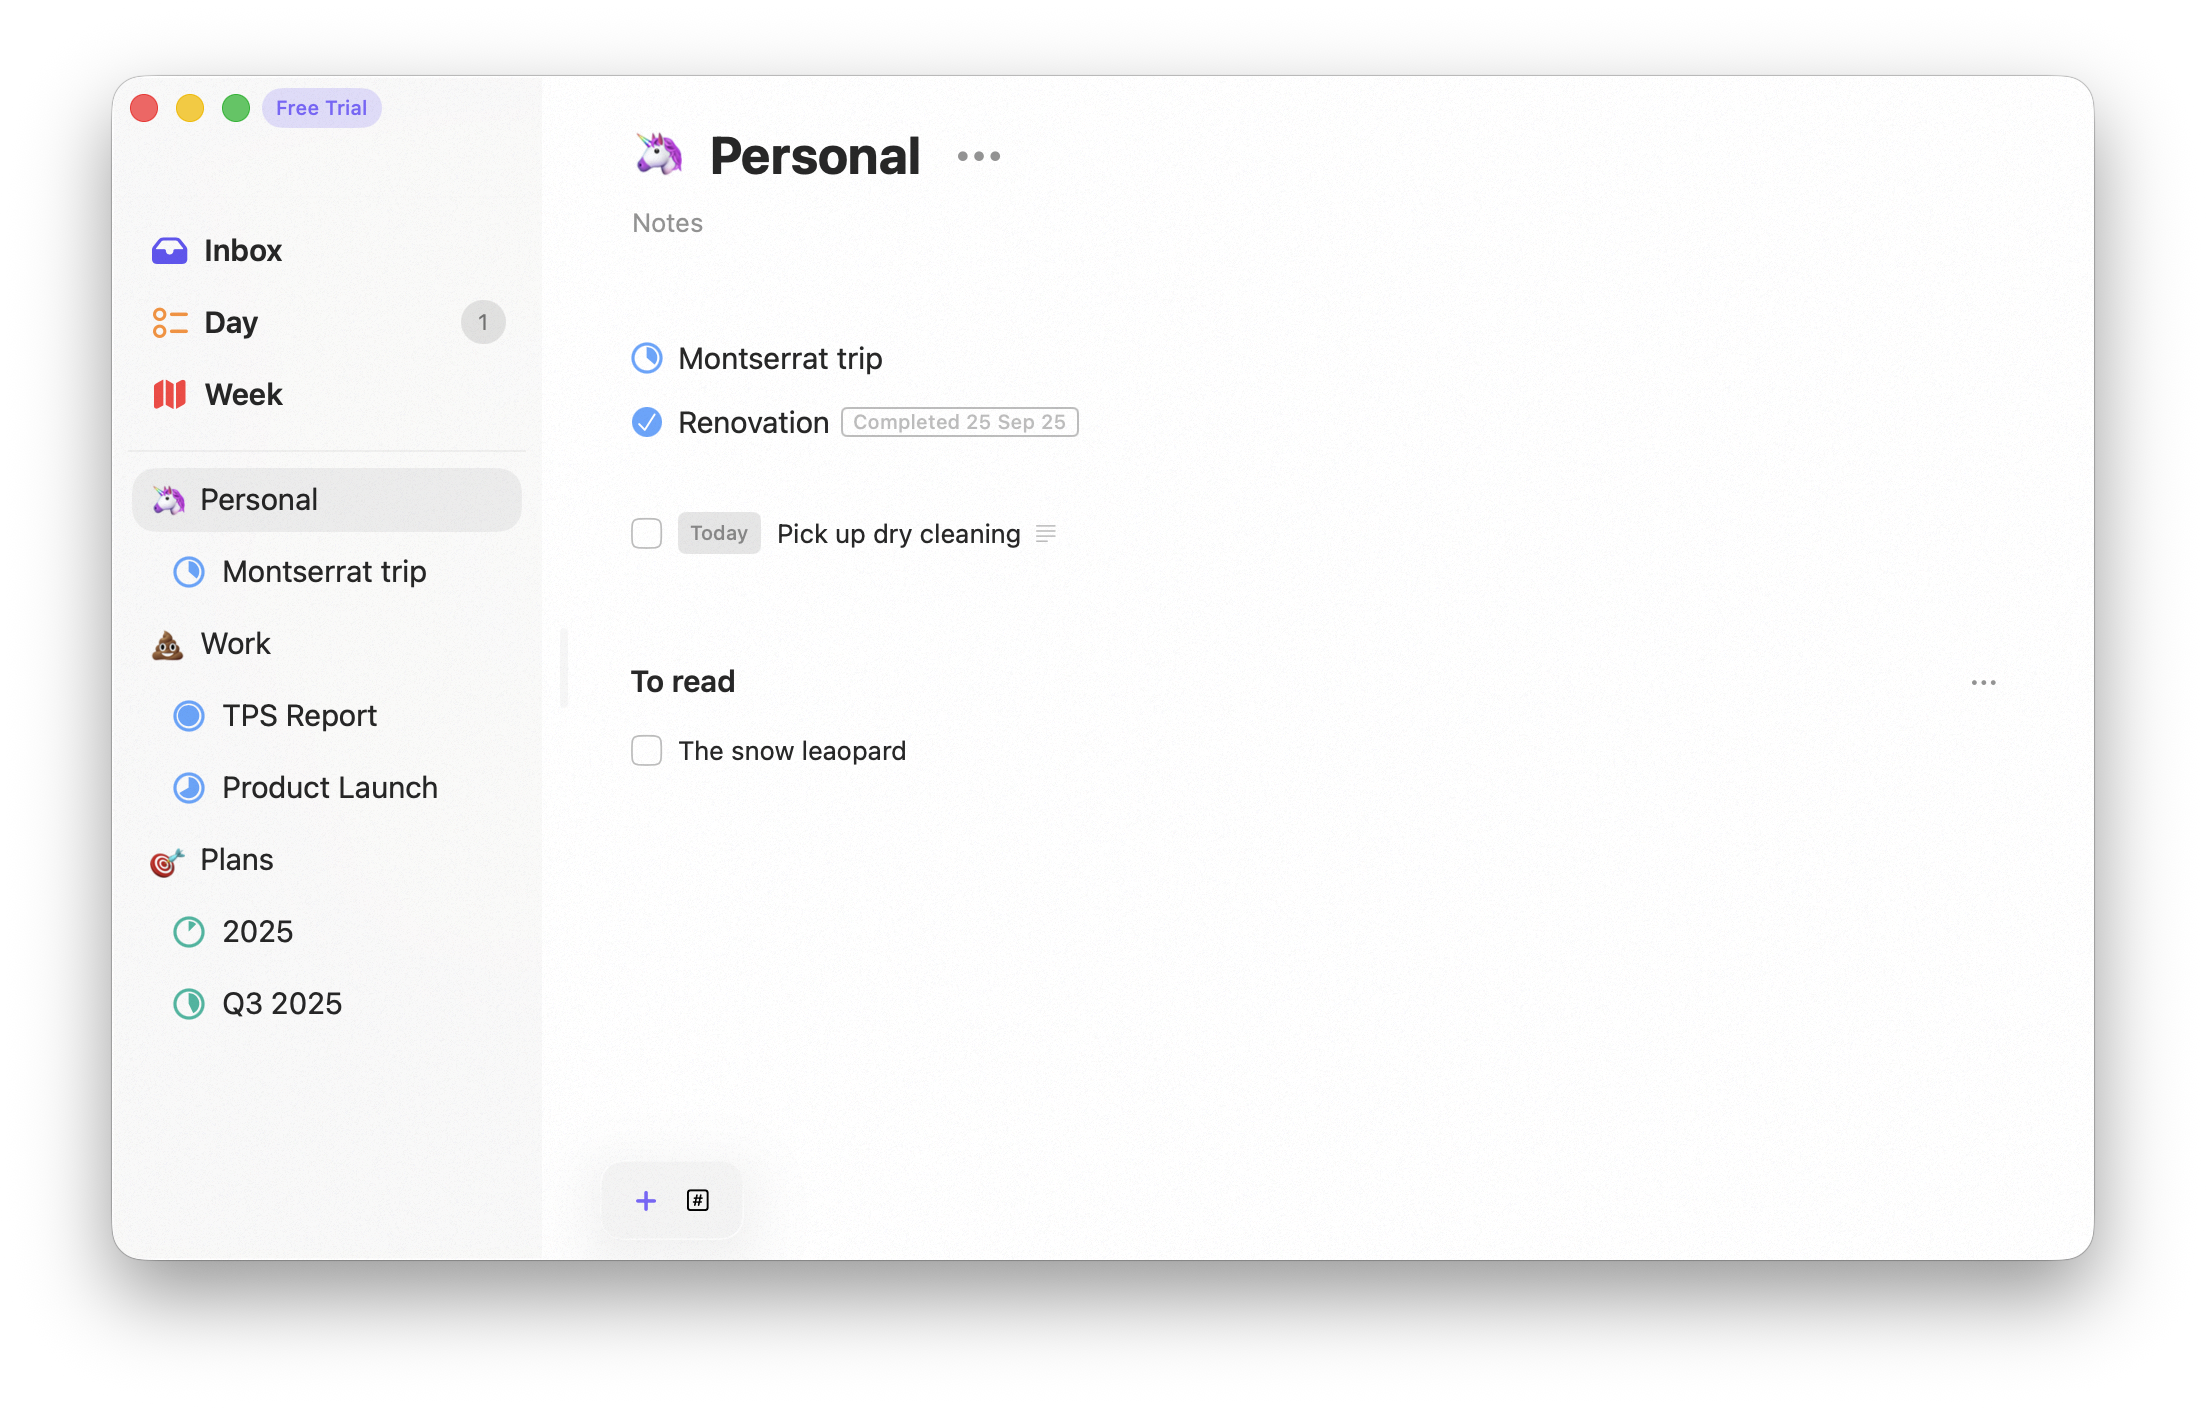 Free Trial
Inbox
Day 1
Week
Personal
Montserrat trip
Work
TPS Report
Product Launch
Plans
2025
Q3 2025
Personal
Notes
Montserrat trip
Renovation Completed 25 Sep 25
Today Pick up dry cleaning
To read
The snow leaopard
#